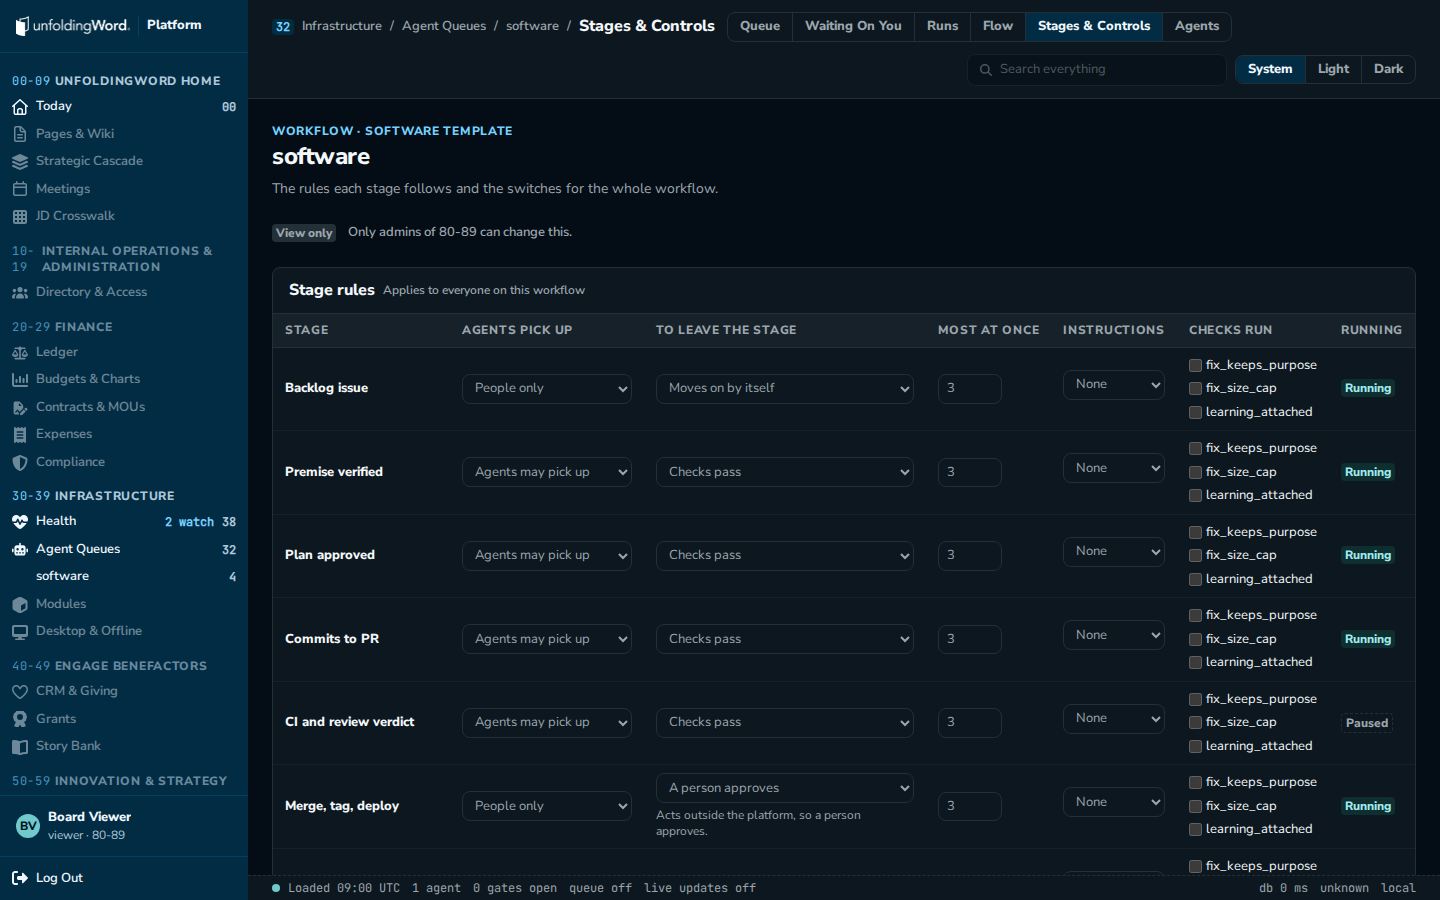 unfoldingWord Platform
32 Infrastructure / Agent Queues / software / Stages & Controls
Queue Waiting On You Runs Flow Stages & Controls Agents
Search everything
System Light Dark
00-09 UNFOLDINGWORD HOME
Today 00
Pages & Wiki
Strategic Cascade
Meetings
JD Crosswalk
10-19 INTERNAL OPERATIONS &
ADMINISTRATION
Directory & Access
20-29 FINANCE
Ledger
Budgets & Charts
Contracts & MOUs
Expenses
Compliance
30-39 INFRASTRUCTURE
Health 2 watch 38
Agent Queues 32
software 4
Modules
Desktop & Offline
40-49 ENGAGE BENEFACTORS
CRM & Giving
Grants
Story Bank
50-59 INNOVATION & STRATEGY
BV Board Viewer
viewer · 80-89
Log Out
WORKFLOW · SOFTWARE TEMPLATE
software
The rules each stage follows and the switches for the whole workflow.
View only Only admins of 80-89 can change this.
Stage rules Applies to everyone on this workflow
STAGE AGENTS PICK UP TO LEAVE THE STAGE MOST AT ONCE INSTRUCTIONS CHECKS RUN RUNNING
Backlog issue People only Moves on by itself 3 None fix_keeps_purpose
fix_size_cap
learning_attached
Running
Premise verified Agents may pick up Checks pass 3 None fix_keeps_purpose
fix_size_cap
learning_attached
Running
Plan approved Agents may pick up Checks pass 3 None fix_keeps_purpose
fix_size_cap
learning_attached
Running
Commits to PR Agents may pick up Checks pass 3 None fix_keeps_purpose
fix_size_cap
learning_attached
Running
CI and review verdict Agents may pick up Checks pass 3 None fix_keeps_purpose
fix_size_cap
learning_attached
Paused
Merge, tag, deploy People only A person approves
Acts outside the platform, so a person
approves.
3 None fix_keeps_purpose
fix_size_cap
learning_attached
Running
fix_keeps_purpose
Loaded 09:00 UTC 1 agent 0 gates open queue off live updates off
db 0 ms unknown local